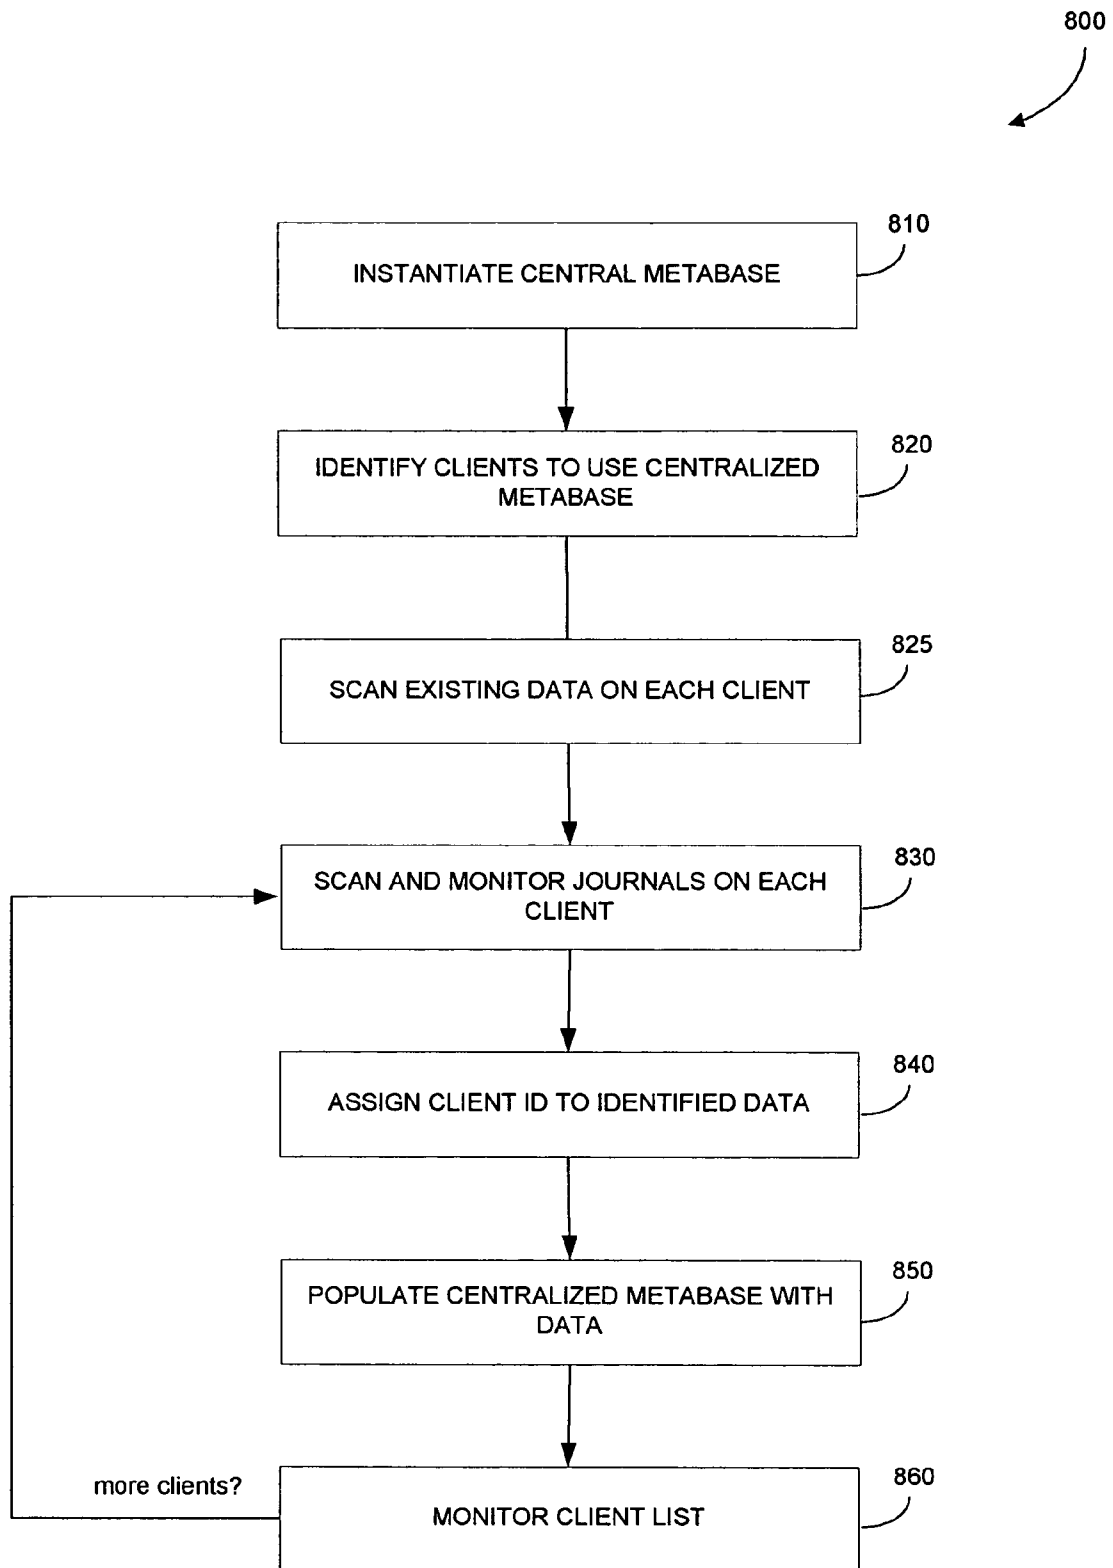 800
810
INSTANTIATE CENTRAL METABASE
820
IDENTIFY CLIENTS TO USE CENTRALIZED
METABASE
825
SCAN EXISTING DATA ON EACH CLIENT
830
SCAN AND MONITOR JOURNALS ON EACH
CLIENT
840
ASSIGN CLIENT ID TO IDENTIFIED DATA
850
POPULATE CENTRALIZED METABASE WITH
DATA
860
more clients?
MONITOR CLIENT LIST